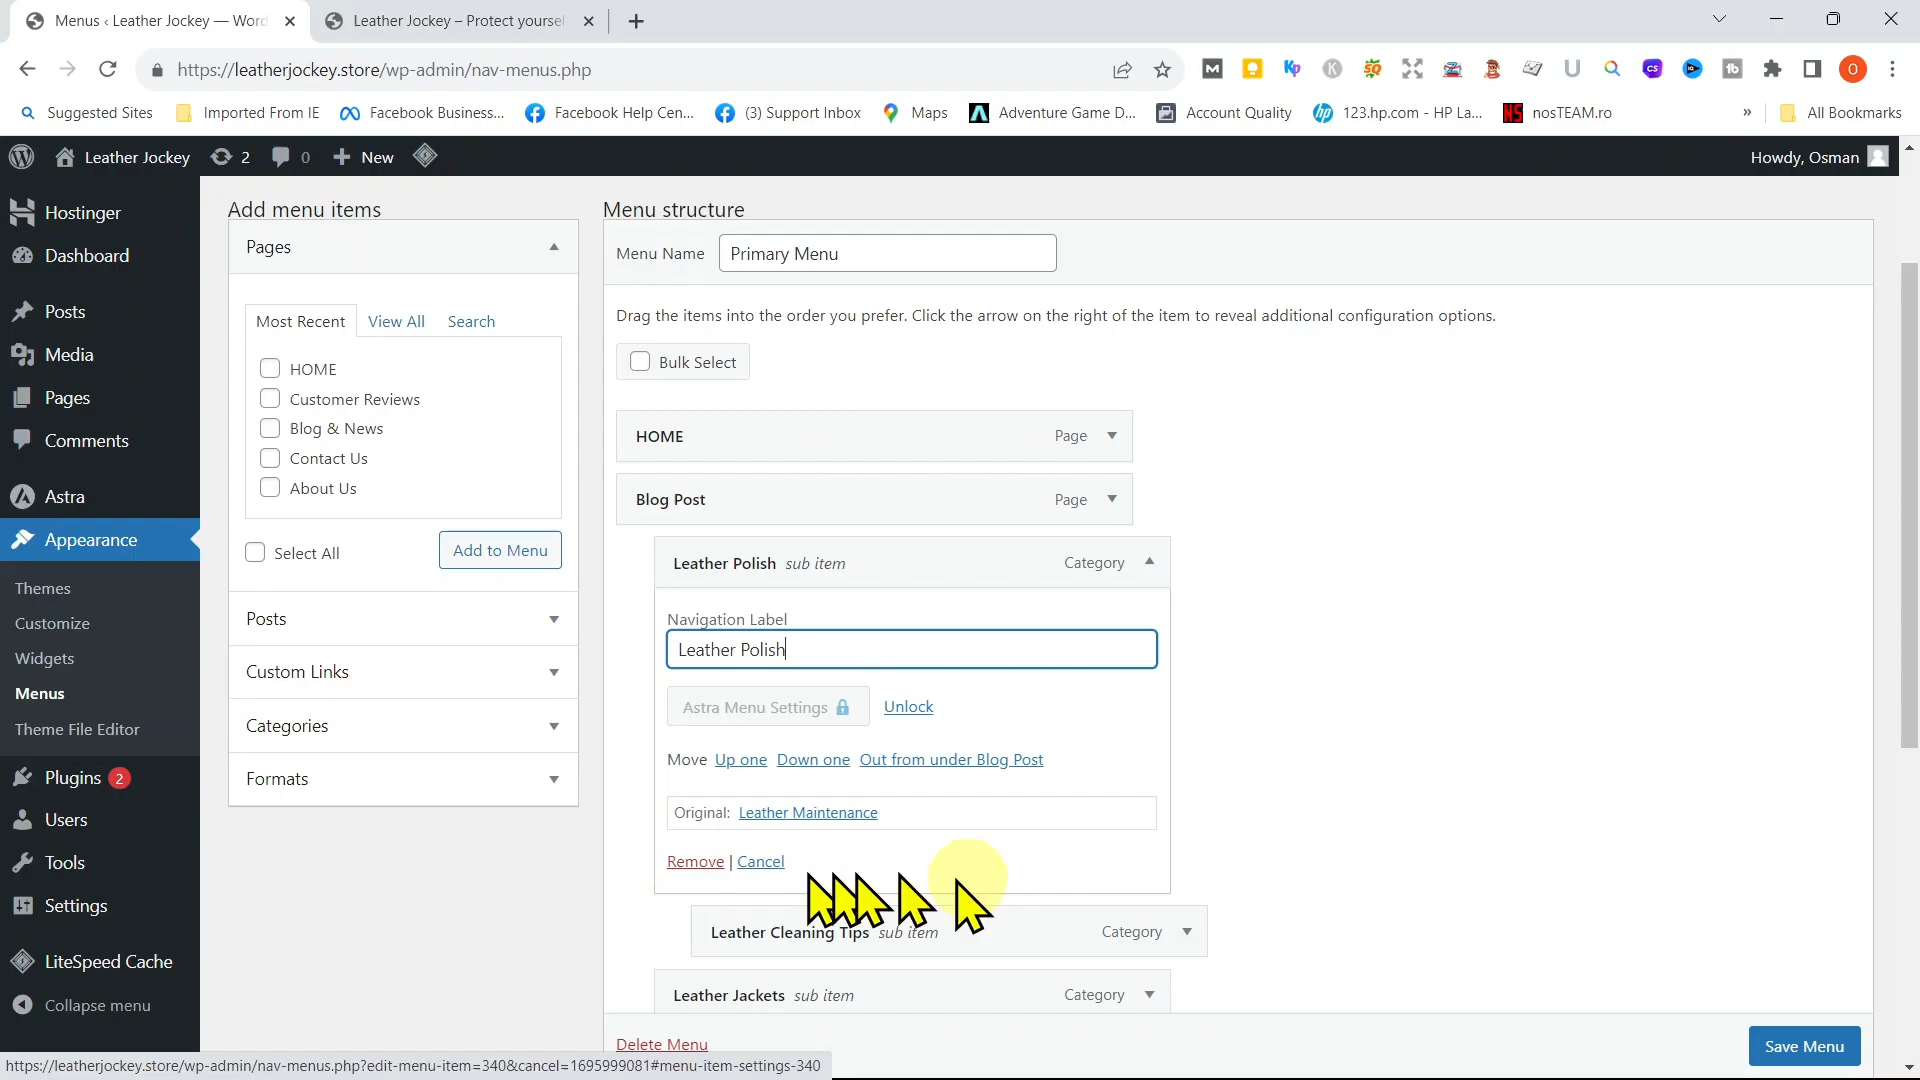 Menus ‹ Leather Jockey — Word
Leather Jockey – Protect yoursel
https://leatherjockey.store/wp-admin/nav-menus.php
Suggested Sites
Imported From IE
Facebook Business...
Facebook Help Cen...
(3) Support Inbox
Maps
Adventure Game D...
Account Quality
123.hp.com - HP La...
nosTEAM.ro
»
All Bookmarks
Leather Jockey
2
0
New
Howdy, Osman
Hostinger
Dashboard
Posts
Media
Pages
Comments
Astra
Appearance
Themes
Customize
Widgets
Menus
Theme File Editor
Plugins 2
Users
Tools
Settings
LiteSpeed Cache
Collapse menu
Add menu items
Pages
Most Recent
View All
Search
HOME
Customer Reviews
Blog & News
Contact Us
About Us
Select All
Add to Menu
Posts
Custom Links
Categories
Formats
Menu structure
Menu Name
Primary Menu
Drag the items into the order you prefer. Click the arrow on the right of the item to reveal additional configuration options.
Bulk Select
HOME
Page
Blog Post
Page
Leather Polish sub item
Category
Navigation Label
Leather Polish
Astra Menu Settings
Unlock
Move Up one Down one Out from under Blog Post
Original: Leather Maintenance
Remove | Cancel
Leather Cleaning Tips sub item
Category
Leather Jackets sub item
Category
Delete Menu
Save Menu
https://leatherjockey.store/wp-admin/nav-menus.php?edit-menu-item=340&cancel=1695999081#menu-item-settings-340